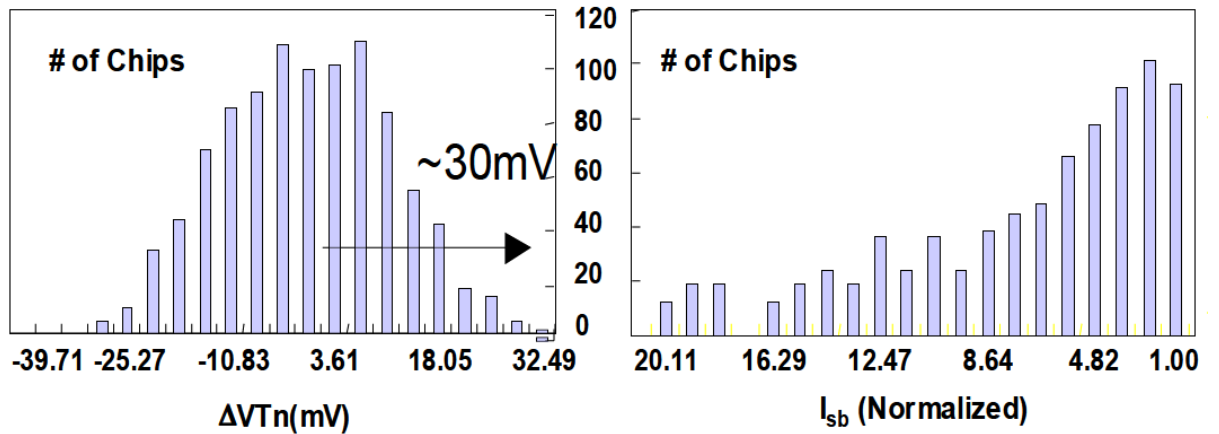 # of Chips
~30mV
-39.71 -25.27 -10.83 3.61 18.05 32.49
ΔVTn(mV)
120
100
80
60
40
20
0
# of Chips
20.11 16.29 12.47 8.64 4.82 1.00
Isb (Normalized)